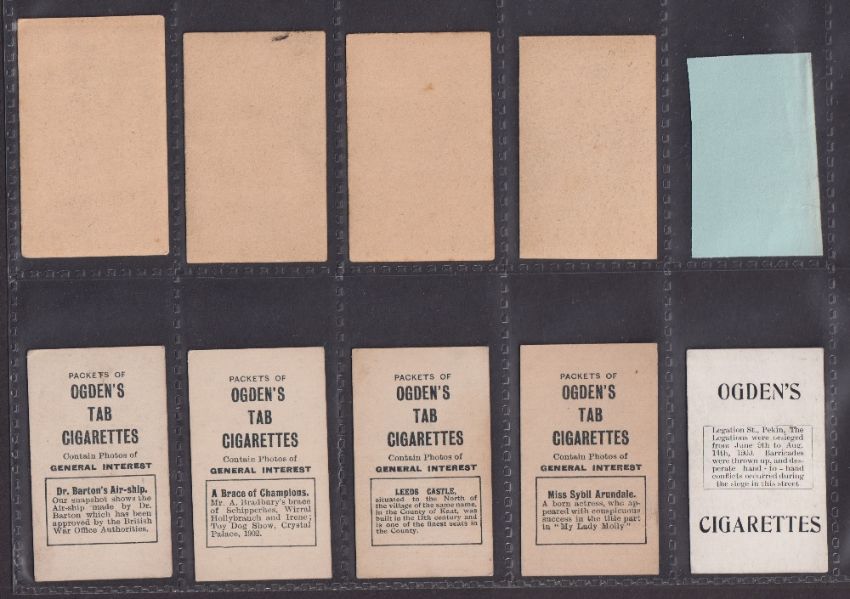 PACKETS OF
OGDEN'S
TAB
CIGARETTES
Contain Photos of
GENERAL INTEREST
Dr. Barton's Air-ship.
Our snapshot shows the
Air-ship made by Dr.
Barton which has been
approved by the British
War Office Authorities.
PACKETS OF
OGDEN'S
TAB
CIGARETTES
Contain Photos of
GENERAL INTEREST
A Brace of Champions.
Mr. A. Bradbury's brace
of Schipperkes, Wirral
Hollybranch and Irene;
Toy Dog Show, Crystal
Palace, 1902.
PACKETS OF
OGDEN'S
TAB
CIGARETTES
Contain Photos of
GENERAL INTEREST
LEEDS CASTLE,
situated to the North of
the village of the same name,
in the County of Kent, was
built in the 12th century and
is one of the finest seats in
the County.
PACKETS OF
OGDEN'S
TAB
CIGARETTES
Contain Photos of
GENERAL INTEREST
Miss Sybil Arundale.
A born actress, who ap-
peared with conspicuous
success in the title part
in "My Lady Molly"
OGDEN'S
Legation St., Pekin, The
Legations were besieged
from June 9th to Aug.
14th, 1900. Barricades
were thrown up, and des-
perate hand-to-hand
conflicts occurred during
the siege in this street
CIGARETTES